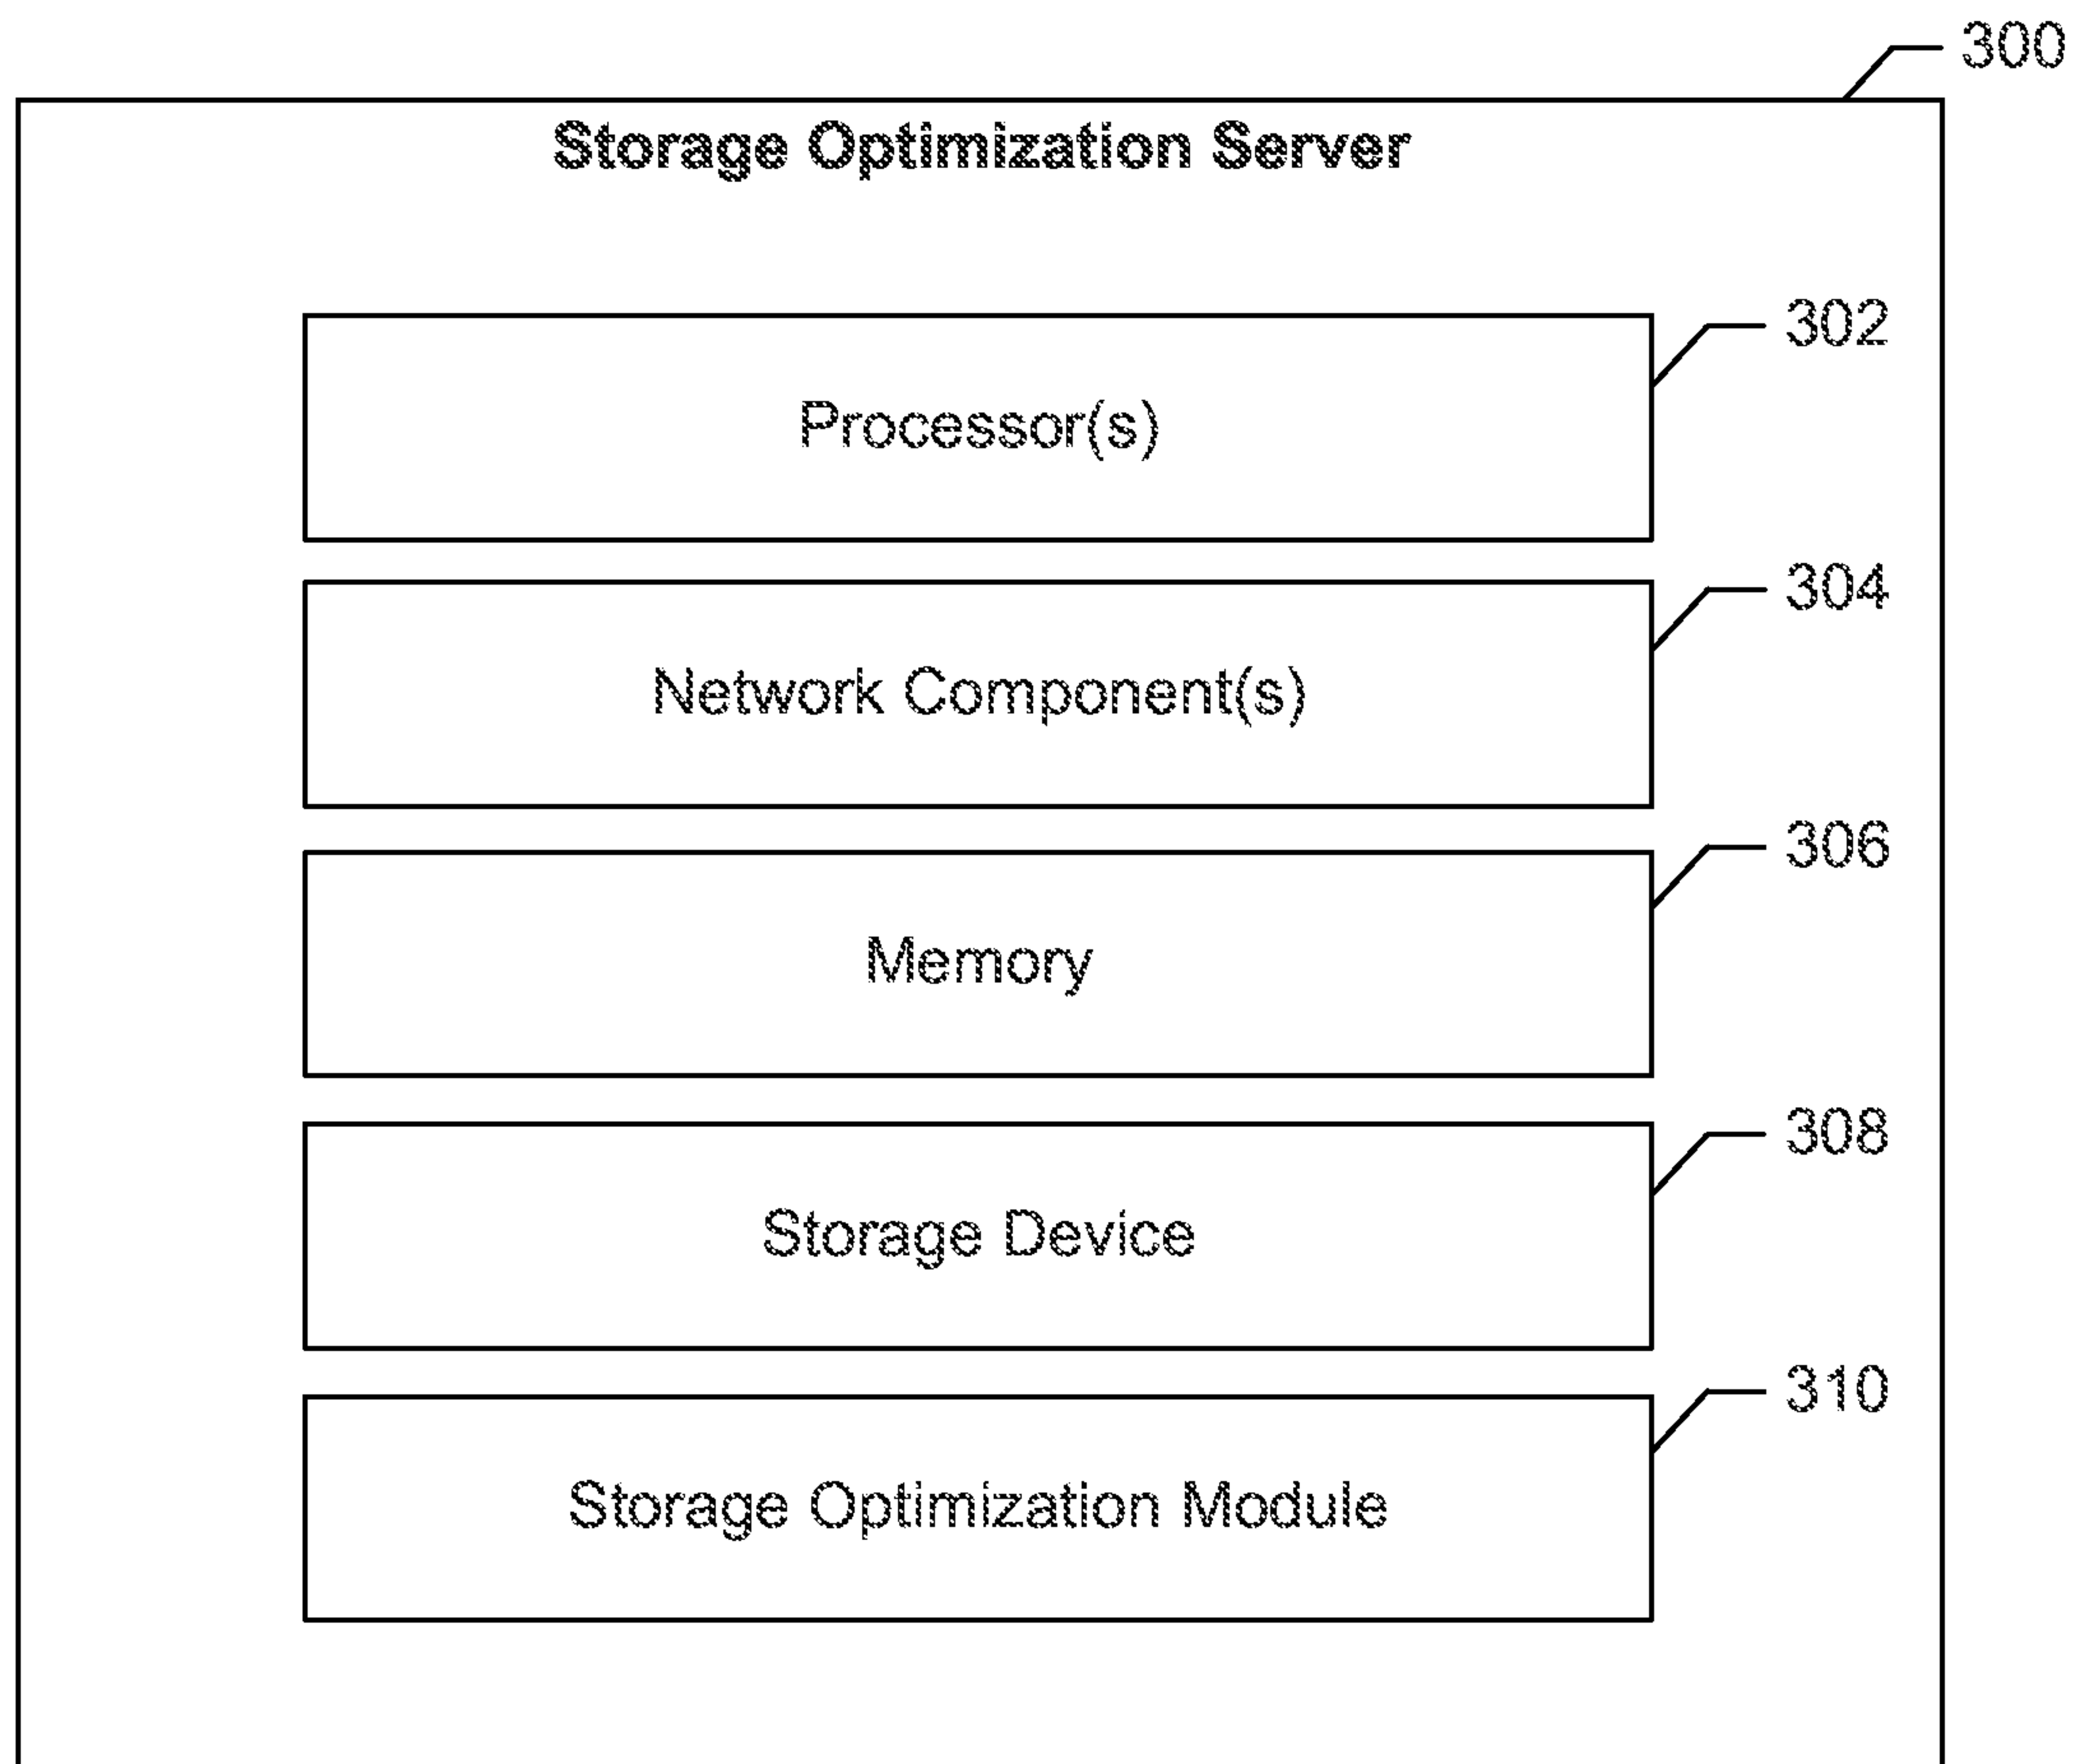 300
Storage Optimization Server
302
Processor(s)
304
Network Component(s)
306
Memory
308
Storage Device
310
Storage Optimization Module